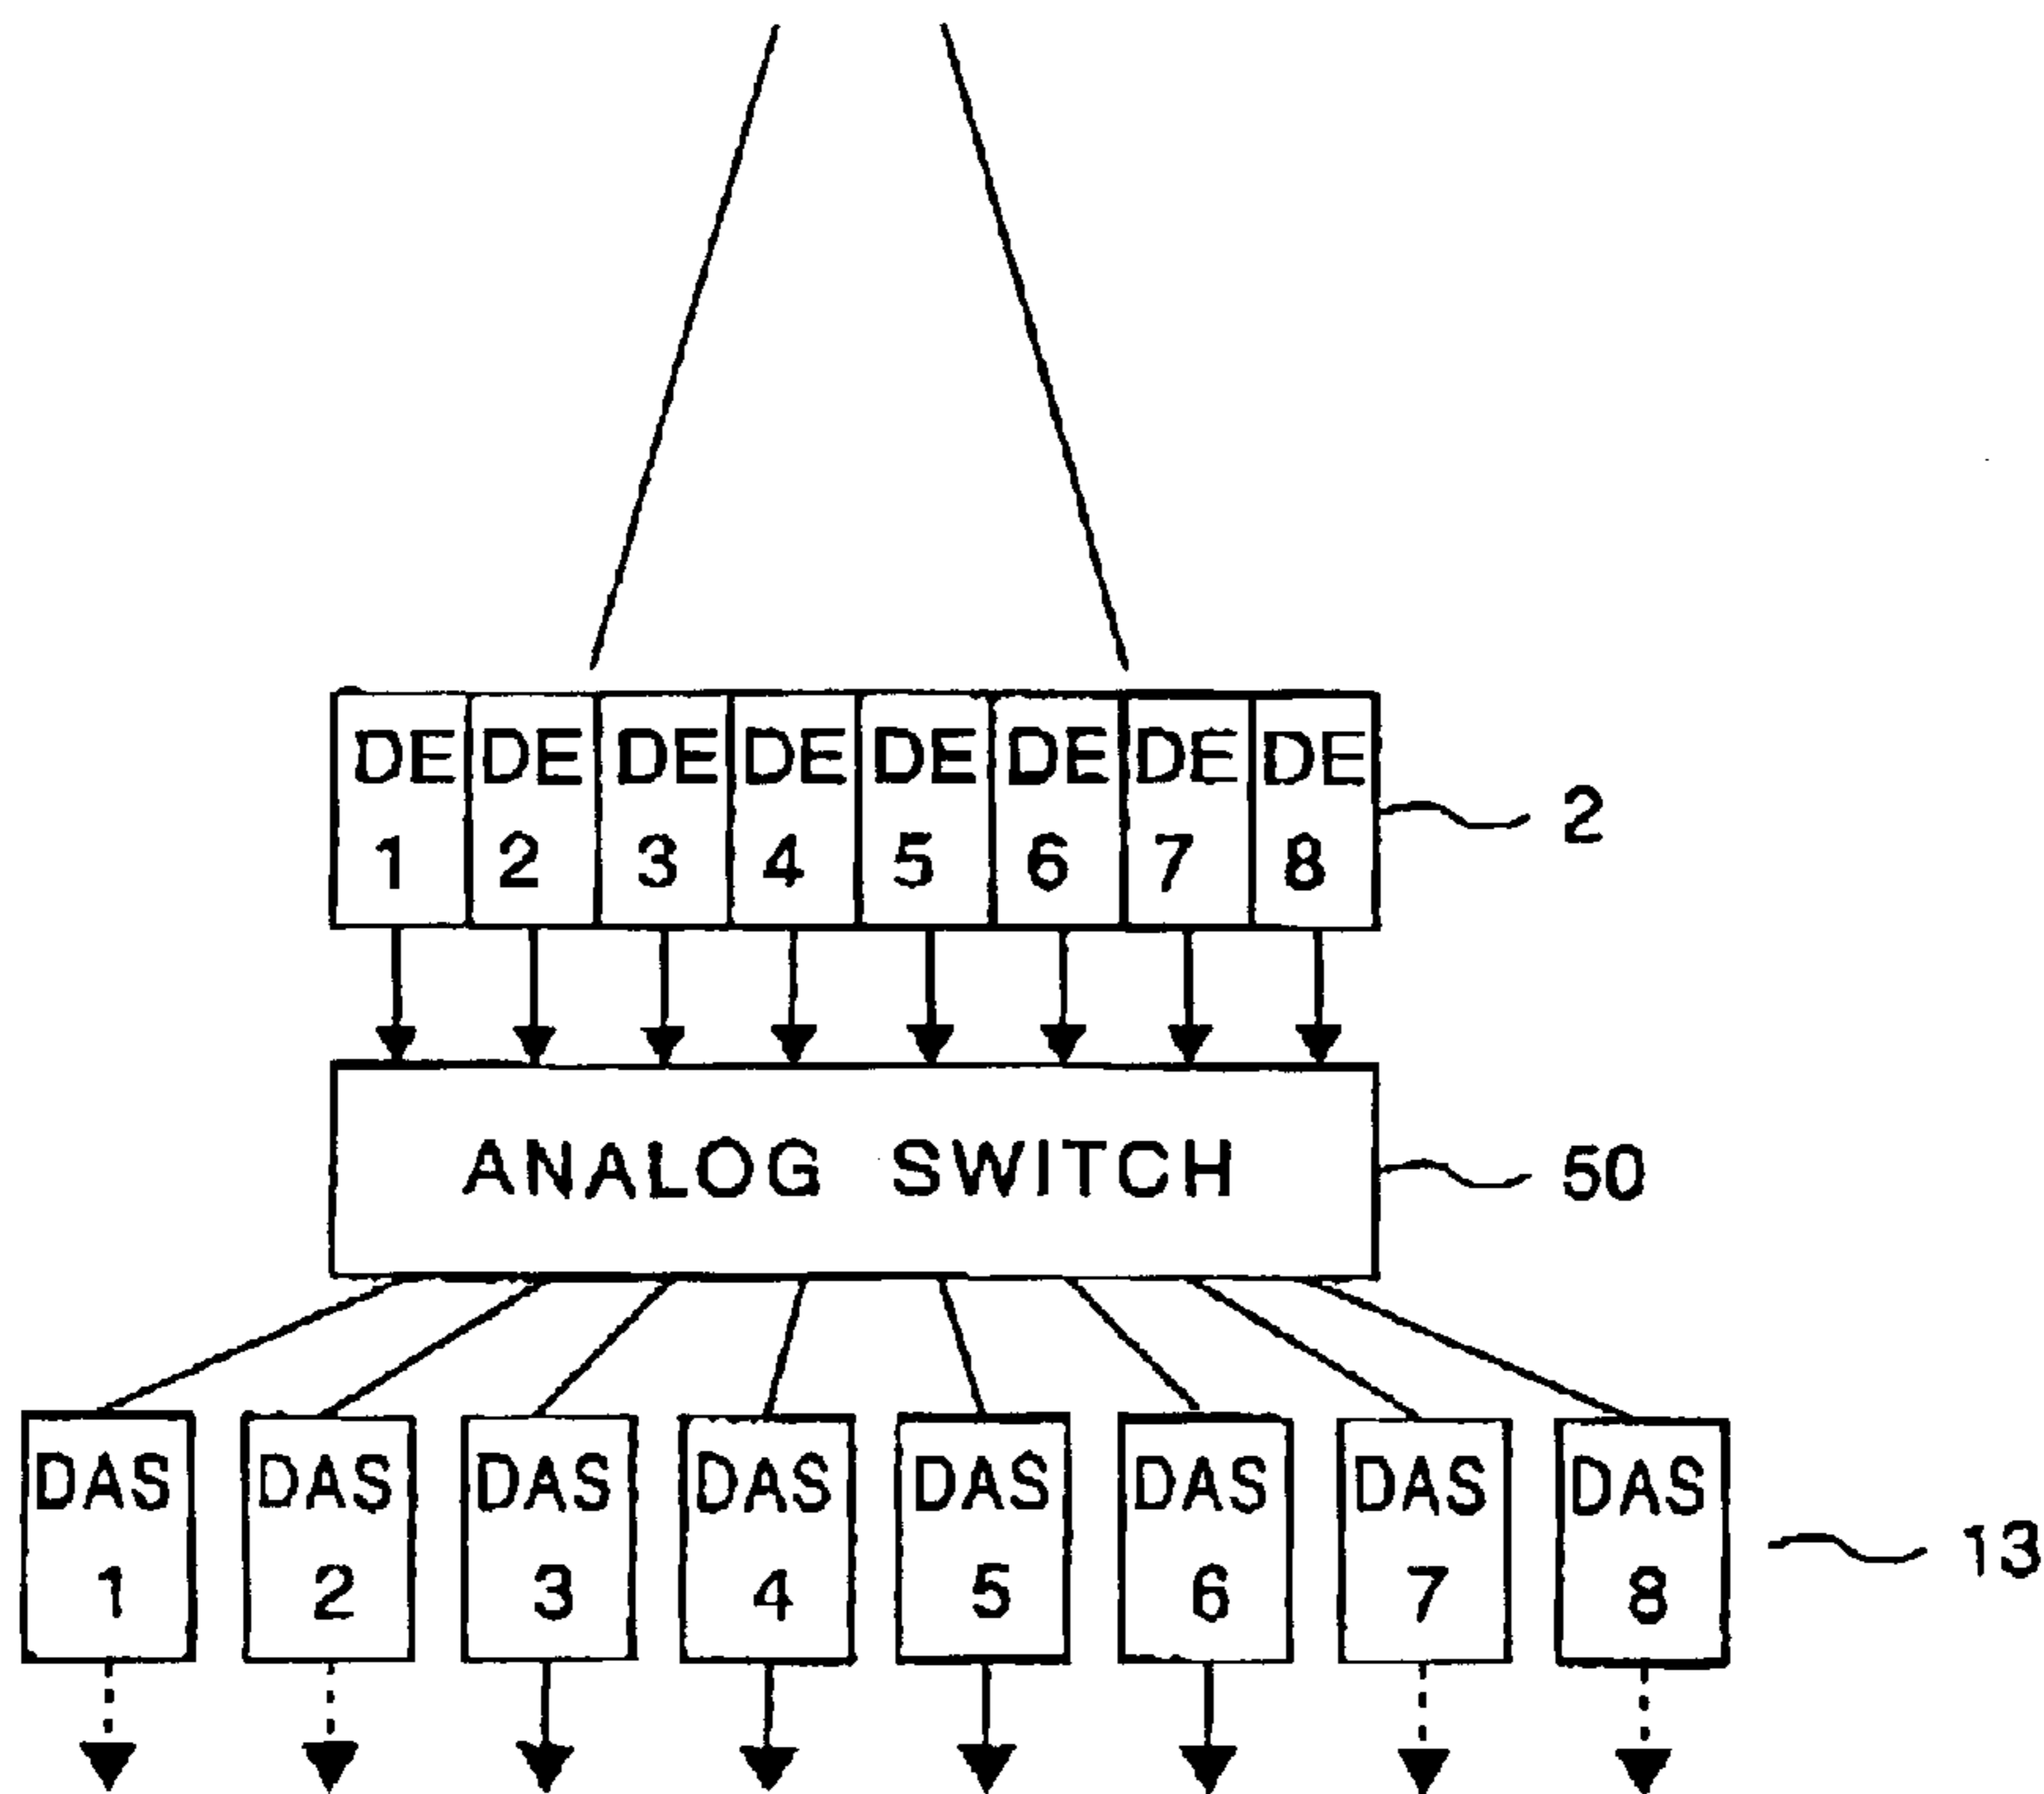 DE DE DE DE DE DE DE DE
1 2 3 4 5 6 7 8
2
ANALOG SWITCH
50
DAS DAS DAS DAS DAS DAS DAS DAS
1 2 3 4 5 6 7 8
13